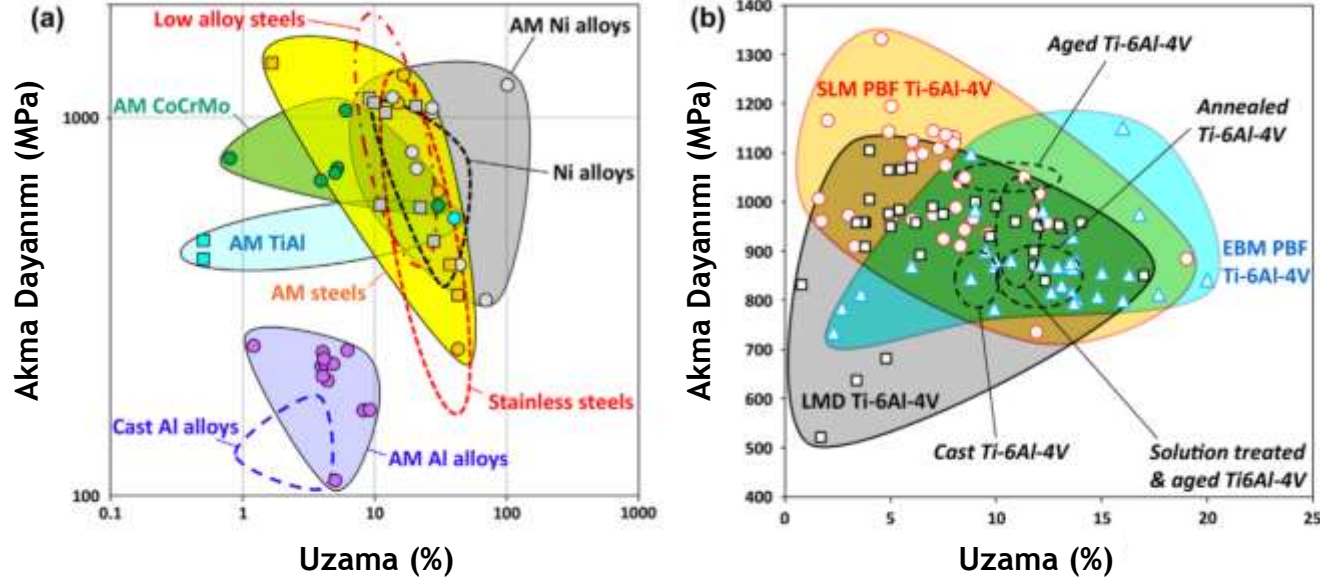 (a)
Low alloy steels
AM Ni alloys
AM CoCrMo
1000
Ni alloys
AM TiAl
AM steels
Stainless steels
Cast Al alloys
AM Al alloys
100
0.1
1
10
100
1000
Akma Dayanımı (MPa)
Uzama (%)
(b)
1400
1300
1200
1100
1000
900
800
700
600
500
400
Aged Ti-6Al-4V
SLM PBF Ti-6Al-4V
Annealed
Ti-6Al-4V
EBM PBF
Ti-6Al-4V
LMD Ti-6Al-4V
Cast Ti-6Al-4V
Solution treated
& aged Ti6Al-4V
0
5
10
15
20
25
Akma Dayanımı (MPa)
Uzama (%)